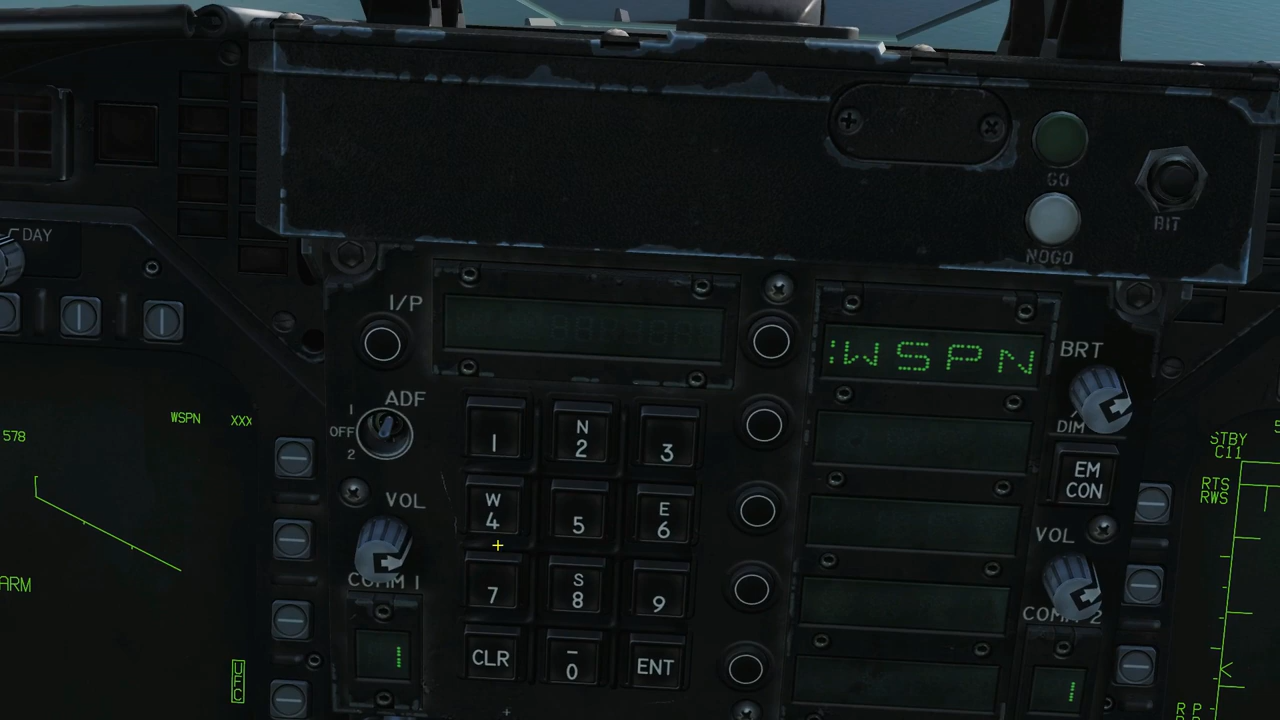 GO
BIT
NOGO
DAY
I/P
:WSPN
BRT
ADF
1
OFF
2
DIM
WSPN XXX
578
STBY
C11
RTS
RWS
1
N
2
3
EM
CON
W
4
5
E
6
VOL
VOL
COMM 1
ARM
7
S
8
9
COMM 2
CLR
–
0
ENT
1
1
UFC